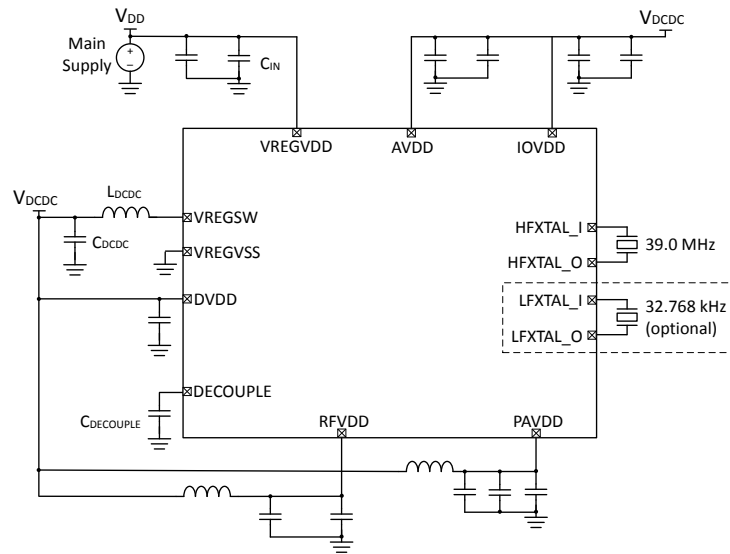 VDD
Main
Supply
+
−
CIN
VDCDC
VREGVDD
AVDD
IOVDD
VDCDC
LDCDC
CDCDC
VREGSW
VREGVSS
DVDD
DECOUPLE
CDECOUPLE
HFXTAL_I
HFXTAL_O
39.0 MHz
LFXTAL_I
LFXTAL_O
32.768 kHz
(optional)
RFVDD
PAVDD